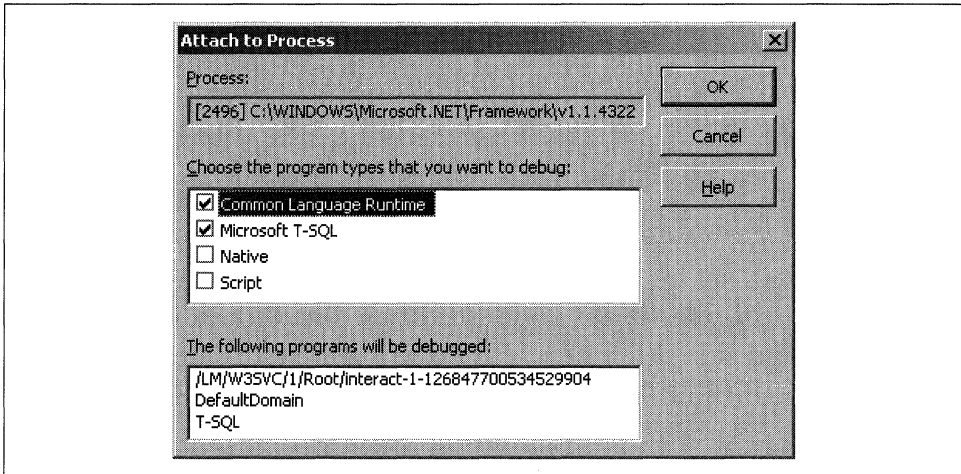 Attach to Process
Process:
[2496] C:\WINDOWS\Microsoft.NET\Framework\v1.1.4322
OK
Cancel
Help
Choose the program types that you want to debug:
Common Language Runtime
Microsoft T-SQL
Native
Script
The following programs will be debugged:
/LM/W3SVC/1/Root/interact-1-126847700534529904
DefaultDomain
T-SQL